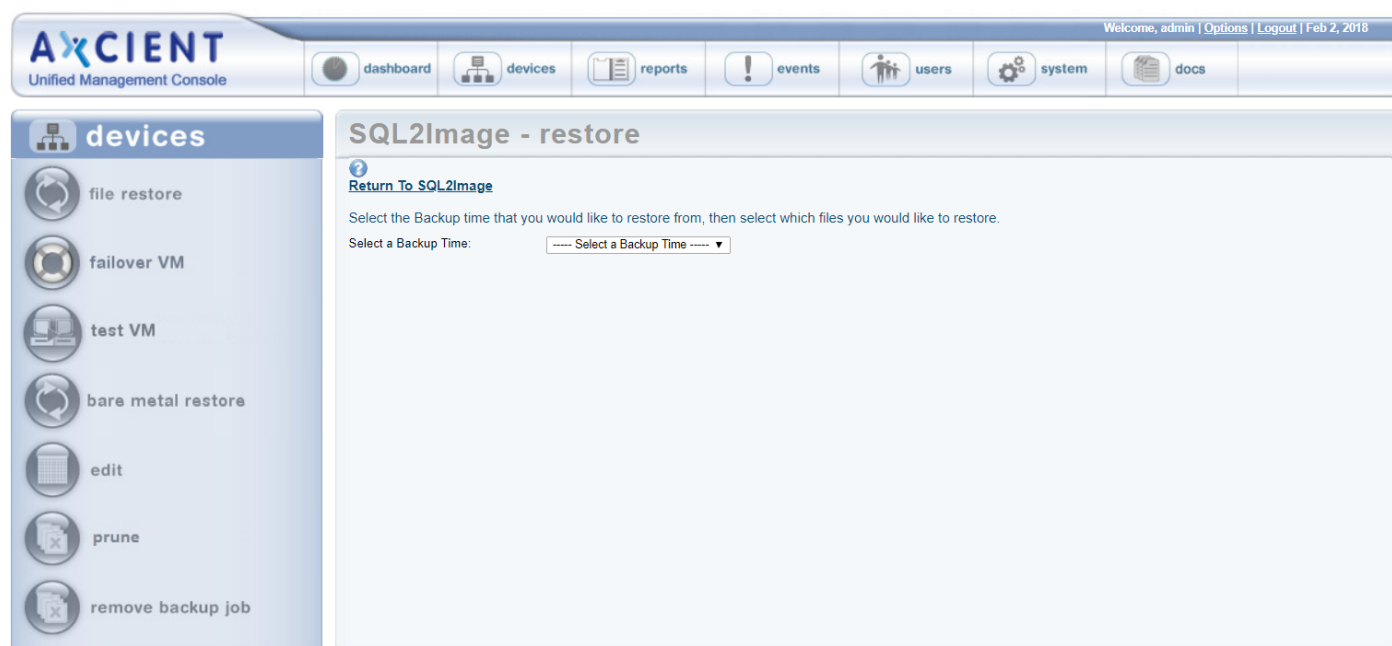 AXCIENT
Unified Management Console
Welcome, admin | Options | Logout | Feb 2, 2018
dashboard
devices
reports
events
users
system
docs
devices
file restore
failover VM
test VM
bare metal restore
edit
prune
remove backup job
SQL2Image - restore
?
Return To SQL2Image
Select the Backup time that you would like to restore from, then select which files you would like to restore.
Select a Backup Time:
----- Select a Backup Time ----- ▼